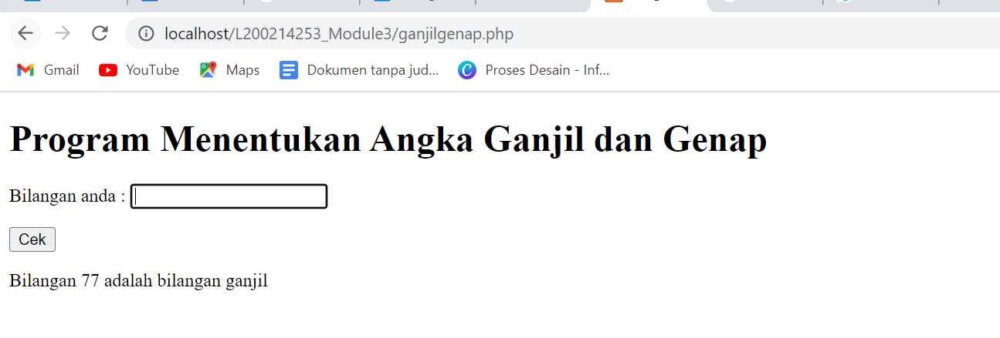 localhost/L200214253_Module3/ganjilgenap.php
Gmail YouTube Maps Dokumen tanpa jud... Proses Desain - Inf...
Program Menentukan Angka Ganjil dan Genap
Bilangan anda :
Cek
Bilangan 77 adalah bilangan ganjil